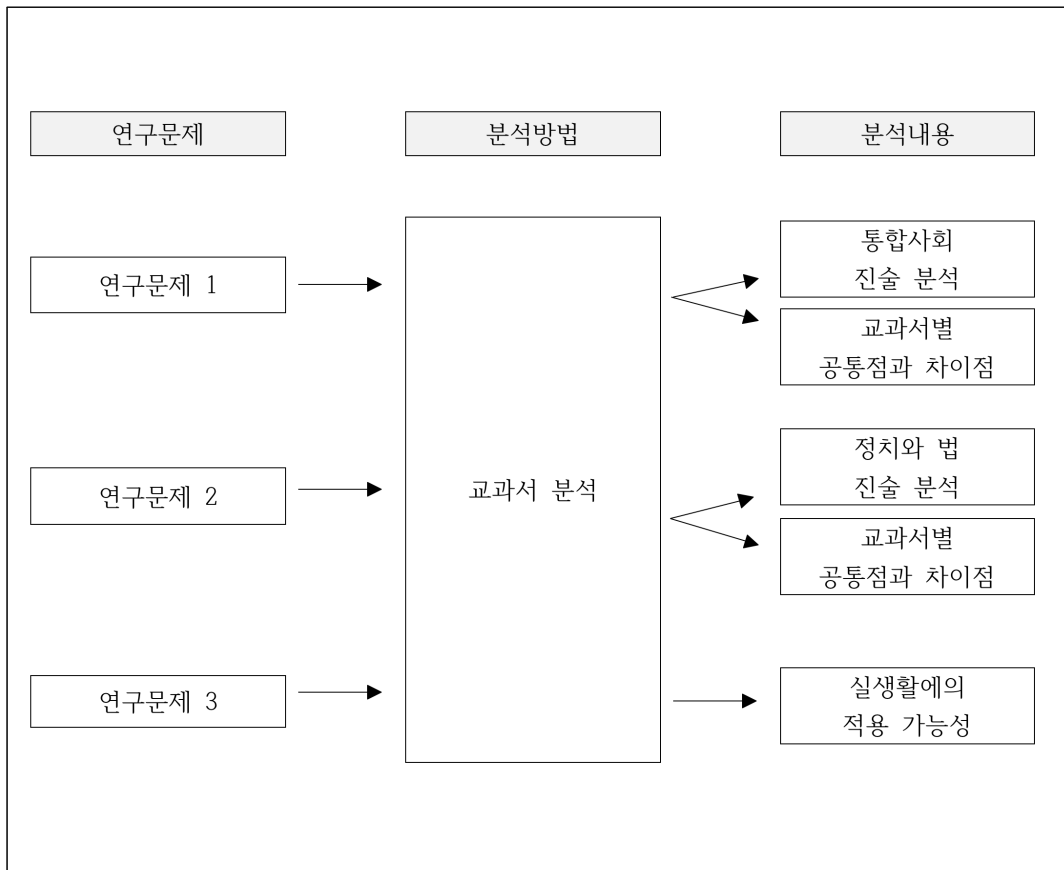 연구문제
분석방법
분석내용
연구문제 1
교과서 분석
통합사회
진술 분석
교과서별
공통점과 차이점
연구문제 2
정치와 법
진술 분석
교과서별
공통점과 차이점
연구문제 3
실생활에의
적용 가능성